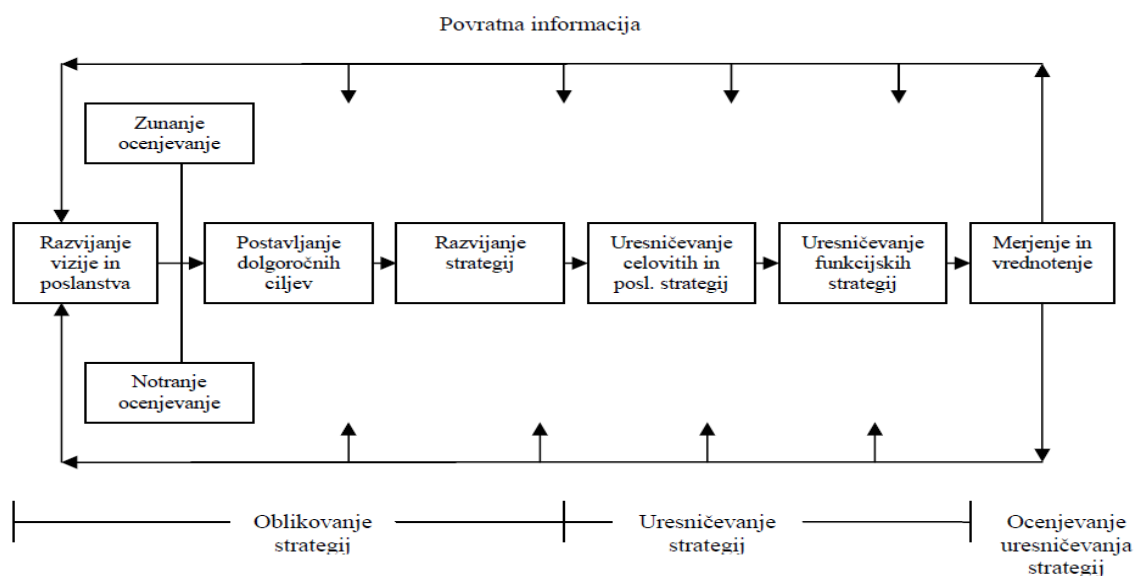 Povratna informacija
Zunanje
ocenjevanje
Razvijanje
vizije in
poslanstva
Postavljanje
dolgoročnih
ciljev
Razvijanje
strategij
Uresničevanje
celovitih in
posl. strategij
Uresničevanje
funkcijskih
strategij
Merjenje in
vrednotenje
Notranje
ocenjevanje
Oblikovanje
strategij
Uresničevanje
strategij
Ocenjevanje
uresničevanja
strategij